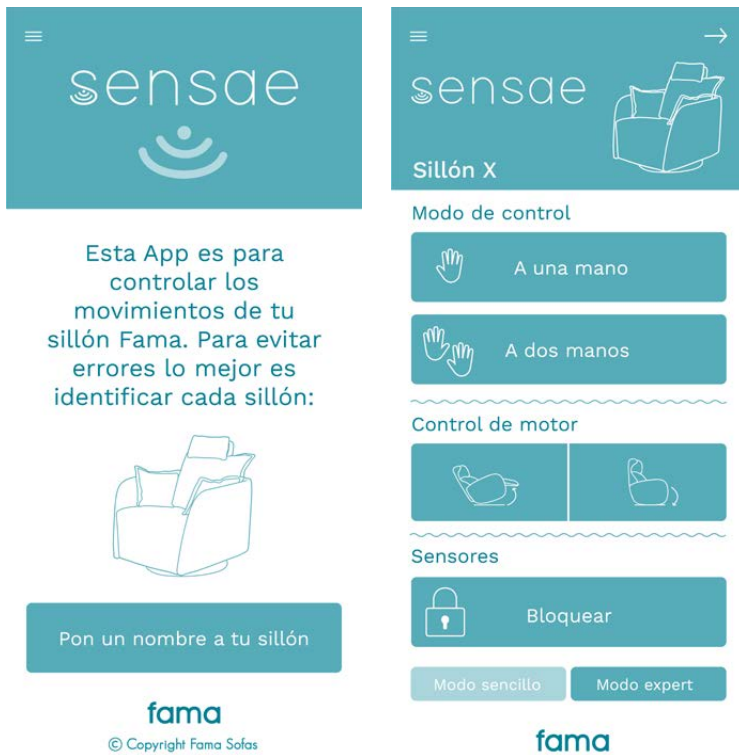 sensae
Esta App es para
controlar los
movimientos de tu
sillón Fama. Para evitar
errores lo mejor es
identificar cada sillón:
Pon un nombre a tu sillón
fama
© Copyright Fama Sofas
sensae
Sillón X
Modo de control
A una mano
A dos manos
Control de motor
Sensores
Bloquear
Modo sencillo
Modo expert
fama